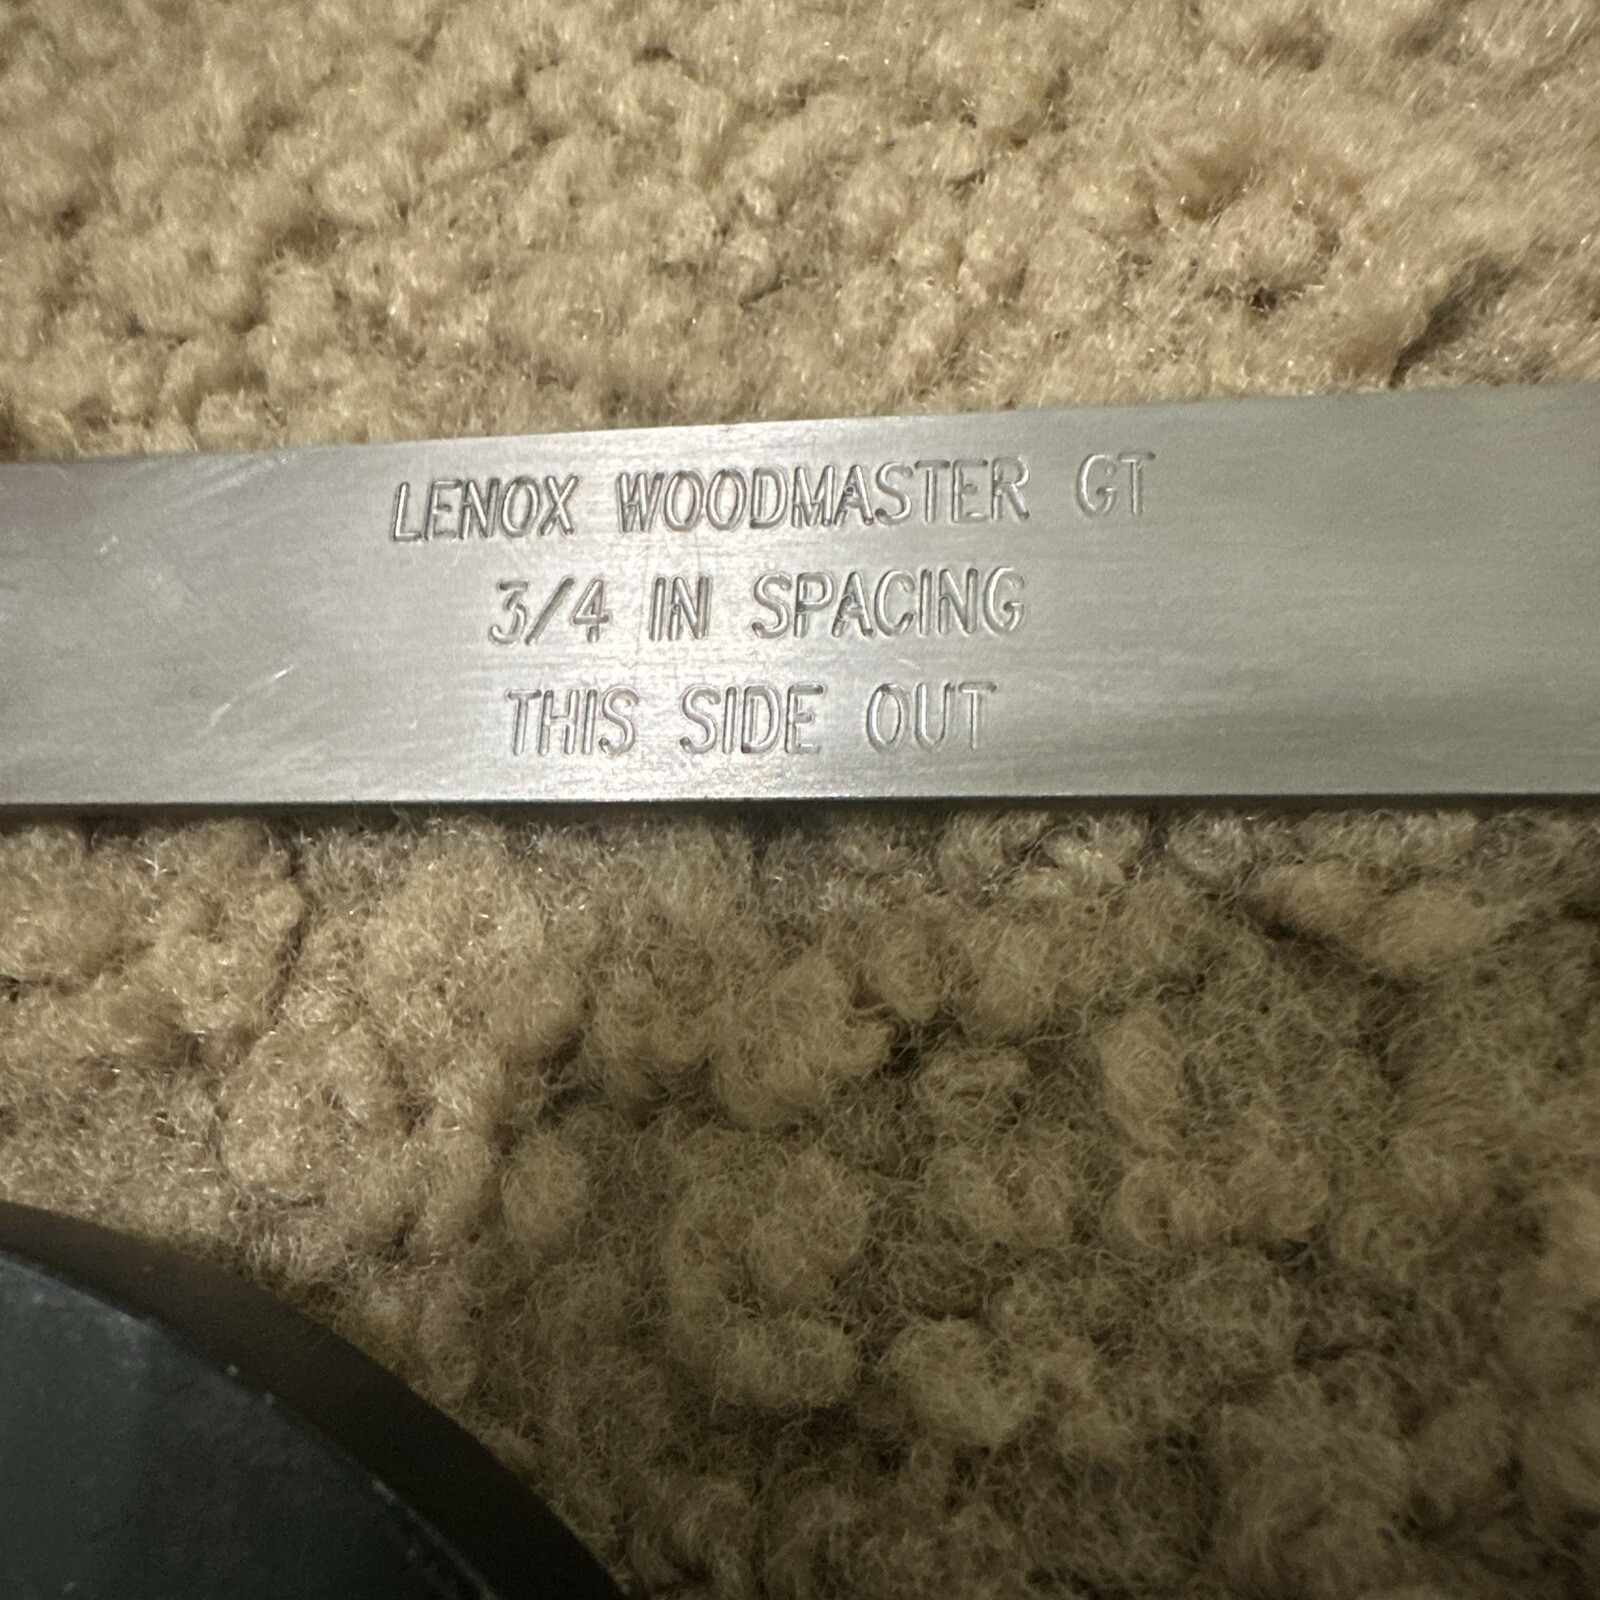 LENOX WOODMASTER GT
3/4 IN SPACING
THIS SIDE OUT